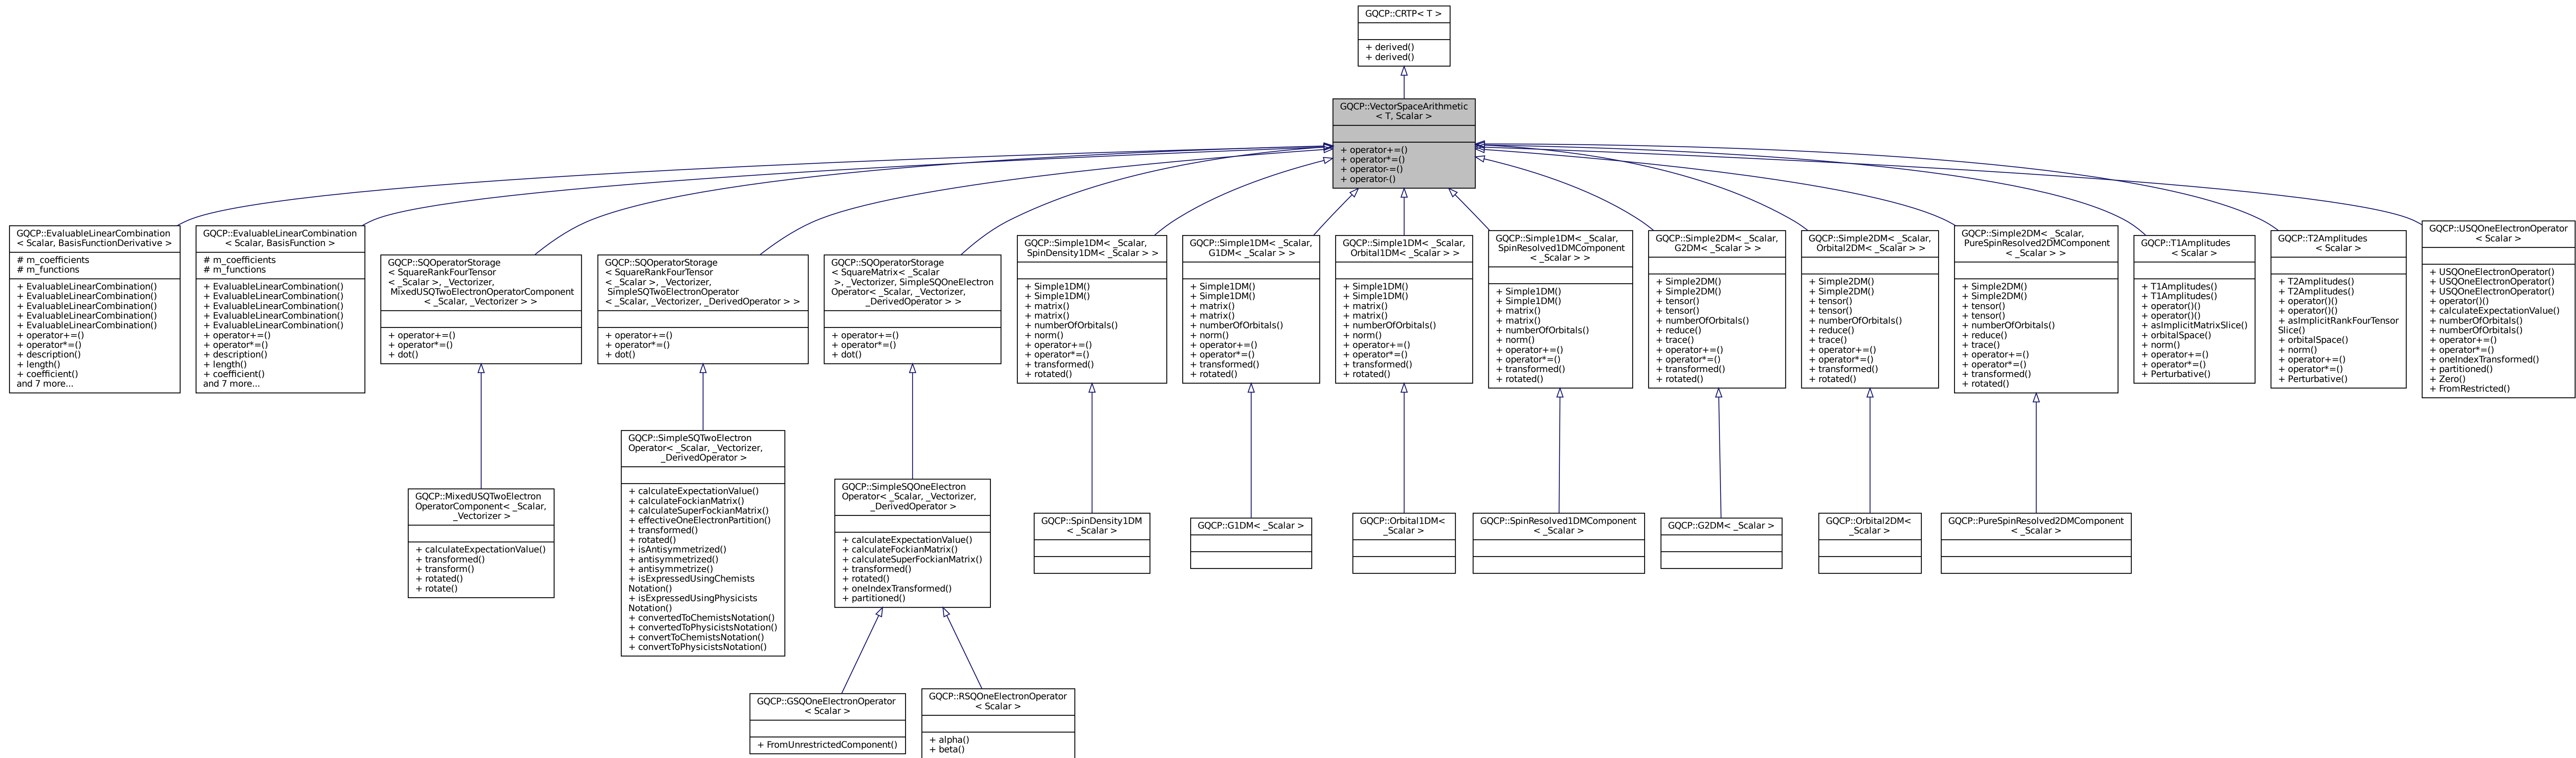 GQCP::CRTP< T >
+ derived()
+ derived()
GQCP::VectorSpaceArithmetic
< T, Scalar >
+ operator+=()
+ operator*=()
+ operator-=()
+ operator-()
GQCP::EvaluableLinearCombination
< Scalar, BasisFunctionDerivative >
# m_coefficients
# m_functions
+ EvaluableLinearCombination()
+ EvaluableLinearCombination()
+ EvaluableLinearCombination()
+ EvaluableLinearCombination()
+ EvaluableLinearCombination()
+ operator+=()
+ operator*=()
+ description()
+ length()
+ coefficient()
and 7 more...
GQCP::EvaluableLinearCombination
< Scalar, BasisFunction >
# m_coefficients
# m_functions
+ EvaluableLinearCombination()
+ EvaluableLinearCombination()
+ EvaluableLinearCombination()
+ EvaluableLinearCombination()
+ EvaluableLinearCombination()
+ operator+=()
+ operator*=()
+ description()
+ length()
+ coefficient()
and 7 more...
GQCP::SQOperatorStorage
< SquareRankFourTensor
< _Scalar >, _Vectorizer,
MixedUSQTwoElectronOperatorComponent
< _Scalar, _Vectorizer > >
+ operator+=()
+ operator*=()
+ dot()
GQCP::SQOperatorStorage
< SquareRankFourTensor
< _Scalar >, _Vectorizer,
SimpleSQTwoElectronOperator
< _Scalar, _Vectorizer, _DerivedOperator > >
+ operator+=()
+ operator*=()
+ dot()
GQCP::SQOperatorStorage
< SquareMatrix< _Scalar
>, _Vectorizer, SimpleSQOneElectron
Operator< _Scalar, _Vectorizer,
_DerivedOperator > >
+ operator+=()
+ operator*=()
+ dot()
GQCP::Simple1DM< _Scalar,
SpinDensity1DM< _Scalar > >
+ Simple1DM()
+ Simple1DM()
+ matrix()
+ matrix()
+ numberOfOrbitals()
+ norm()
+ operator+=()
+ operator*=()
+ transformed()
+ rotated()
GQCP::Simple1DM< _Scalar,
G1DM< _Scalar > >
+ Simple1DM()
+ Simple1DM()
+ matrix()
+ matrix()
+ numberOfOrbitals()
+ norm()
+ operator+=()
+ operator*=()
+ transformed()
+ rotated()
GQCP::Simple1DM< _Scalar,
Orbital1DM< _Scalar > >
+ Simple1DM()
+ Simple1DM()
+ matrix()
+ matrix()
+ numberOfOrbitals()
+ norm()
+ operator+=()
+ operator*=()
+ transformed()
+ rotated()
GQCP::Simple1DM< _Scalar,
SpinResolved1DMComponent
< _Scalar > >
+ Simple1DM()
+ Simple1DM()
+ matrix()
+ matrix()
+ numberOfOrbitals()
+ norm()
+ operator+=()
+ operator*=()
+ transformed()
+ rotated()
GQCP::Simple2DM< _Scalar,
G2DM< _Scalar > >
+ Simple2DM()
+ Simple2DM()
+ tensor()
+ tensor()
+ numberOfOrbitals()
+ reduce()
+ trace()
+ operator+=()
+ operator*=()
+ transformed()
+ rotated()
GQCP::Simple2DM< _Scalar,
Orbital2DM< _Scalar > >
+ Simple2DM()
+ Simple2DM()
+ tensor()
+ tensor()
+ numberOfOrbitals()
+ reduce()
+ trace()
+ operator+=()
+ operator*=()
+ transformed()
+ rotated()
GQCP::Simple2DM< _Scalar,
PureSpinResolved2DMComponent
< _Scalar > >
+ Simple2DM()
+ Simple2DM()
+ tensor()
+ tensor()
+ numberOfOrbitals()
+ reduce()
+ trace()
+ operator+=()
+ operator*=()
+ transformed()
+ rotated()
GQCP::T1Amplitudes
< Scalar >
+ T1Amplitudes()
+ T1Amplitudes()
+ operator()()
+ operator()()
+ asImplicitMatrixSlice()
+ orbitalSpace()
+ norm()
+ operator+=()
+ operator*=()
+ Perturbative()
GQCP::T2Amplitudes
< Scalar >
+ T2Amplitudes()
+ T2Amplitudes()
+ operator()()
+ operator()()
+ asImplicitRankFourTensor
Slice()
+ orbitalSpace()
+ norm()
+ operator+=()
+ operator*=()
+ Perturbative()
GQCP::USQOneElectronOperator
< Scalar >
+ USQOneElectronOperator()
+ USQOneElectronOperator()
+ USQOneElectronOperator()
+ operator()()
+ calculateExpectationValue()
+ numberOfOrbitals()
+ numberOfOrbitals()
+ operator+=()
+ operator*=()
+ oneIndexTransformed()
+ partitioned()
+ Zero()
+ FromRestricted()
GQCP::MixedUSQTwoElectron
OperatorComponent< _Scalar,
_Vectorizer >
+ calculateExpectationValue()
+ transformed()
+ transform()
+ rotated()
+ rotate()
GQCP::SimpleSQTwoElectron
Operator< _Scalar, _Vectorizer,
_DerivedOperator >
+ calculateExpectationValue()
+ calculateFockianMatrix()
+ calculateSuperFockianMatrix()
+ effectiveOneElectronPartition()
+ transformed()
+ rotated()
+ isAntisymmetrized()
+ antisymmetrized()
+ antisymmetrize()
+ isExpressedUsingChemists
Notation()
+ isExpressedUsingPhysicists
Notation()
+ convertedToChemistsNotation()
+ convertedToPhysicistsNotation()
+ convertToChemistsNotation()
+ convertToPhysicistsNotation()
GQCP::SimpleSQOneElectron
Operator< _Scalar, _Vectorizer,
_DerivedOperator >
+ calculateExpectationValue()
+ calculateFockianMatrix()
+ calculateSuperFockianMatrix()
+ transformed()
+ rotated()
+ oneIndexTransformed()
+ partitioned()
GQCP::SpinDensity1DM
< _Scalar >
GQCP::G1DM< _Scalar >
GQCP::Orbital1DM<
_Scalar >
GQCP::SpinResolved1DMComponent
< _Scalar >
GQCP::G2DM< _Scalar >
GQCP::Orbital2DM<
_Scalar >
GQCP::PureSpinResolved2DMComponent
< _Scalar >
GQCP::GSQOneElectronOperator
< Scalar >
+ FromUnrestrictedComponent()
GQCP::RSQOneElectronOperator
< Scalar >
+ alpha()
+ beta()